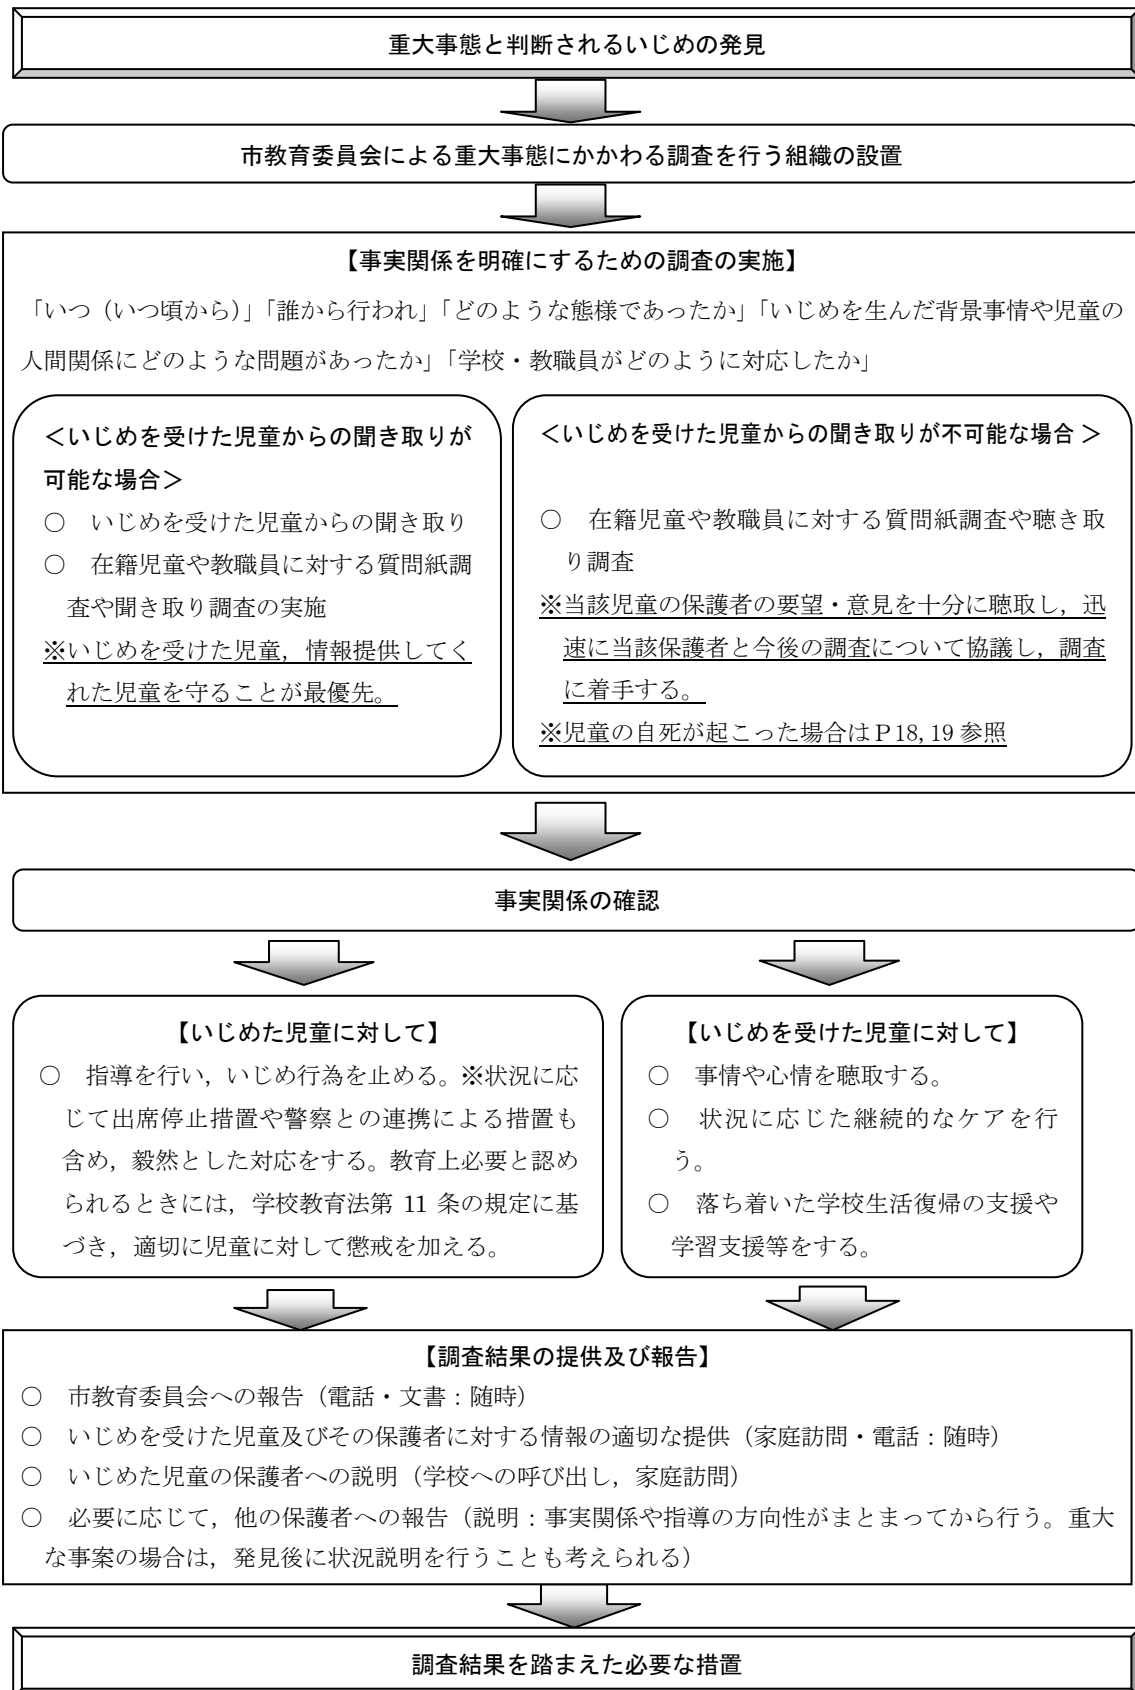 重大事態と判断されるいじめの発見
市教育委員会による重大事態にかかわる調査を行う組織の設置
【事実関係を明確にするための調査の実施】
「いつ（いつ頃から）」「誰から行われ」「どのような態様であったか」「いじめを生んだ背景事情や児童の
人間関係にどのような問題があったか」「学校・教職員がどのように対応したか」
＜いじめを受けた児童からの聞き取りが
可能な場合＞
○　いじめを受けた児童からの聞き取り
○　在籍児童や教職員に対する質問紙調
査や聞き取り調査の実施
※いじめを受けた児童，情報提供してく
れた児童を守ることが最優先。
＜いじめを受けた児童からの聞き取りが不可能な場合 ＞
○　在籍児童や教職員に対する質問紙調査や聴き取
り調査
※当該児童の保護者の要望・意見を十分に聴取し，迅
速に当該保護者と今後の調査について協議し，調査
に着手する。
※児童の自死が起こった場合はＰ18, 19 参照
事実関係の確認
【いじめた児童に対して】
○　指導を行い，いじめ行為を止める。※状況に応
じて出席停止措置や警察との連携による措置も
含め，毅然とした対応をする。教育上必要と認め
られるときには，学校教育法第 11 条の規定に基
づき，適切に児童に対して懲戒を加える。
【いじめを受けた児童に対して】
○　事情や心情を聴取する。
○　状況に応じた継続的なケアを行
う。
○　落ち着いた学校生活復帰の支援や
学習支援等をする。
【調査結果の提供及び報告】
○　市教育委員会への報告（電話・文書：随時）
○　いじめを受けた児童及びその保護者に対する情報の適切な提供（家庭訪問・電話：随時）
○　いじめた児童の保護者への説明（学校への呼び出し，家庭訪問）
○　必要に応じて，他の保護者への報告（説明：事実関係や指導の方向性がまとまってから行う。重大
な事案の場合は，発見後に状況説明を行うことも考えられる）
調査結果を踏まえた必要な措置